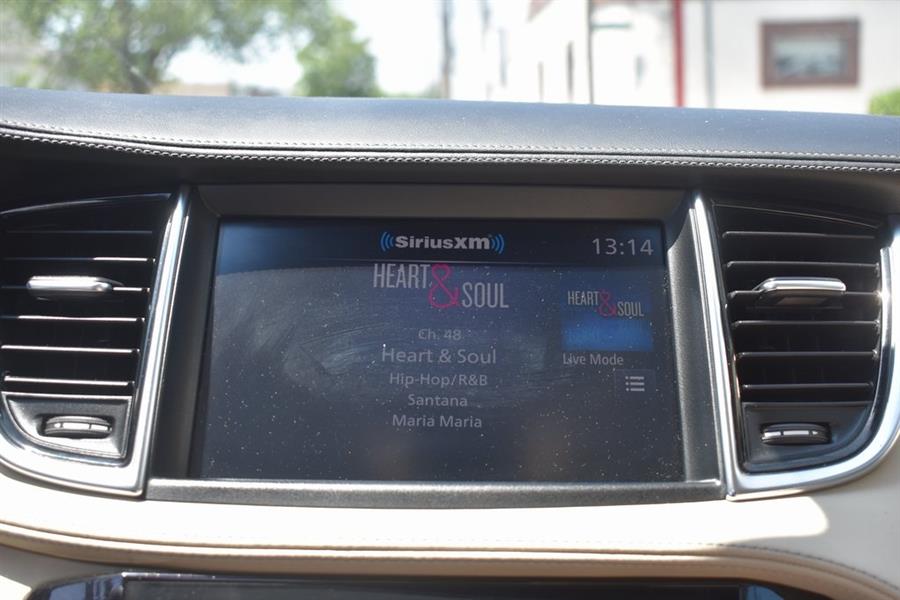 SiriusXM
13:14
HEART & SOUL
Ch. 48
Heart & Soul
Hip-Hop/R&B
Santana
Maria Maria
HEART & SOUL
Live Mode